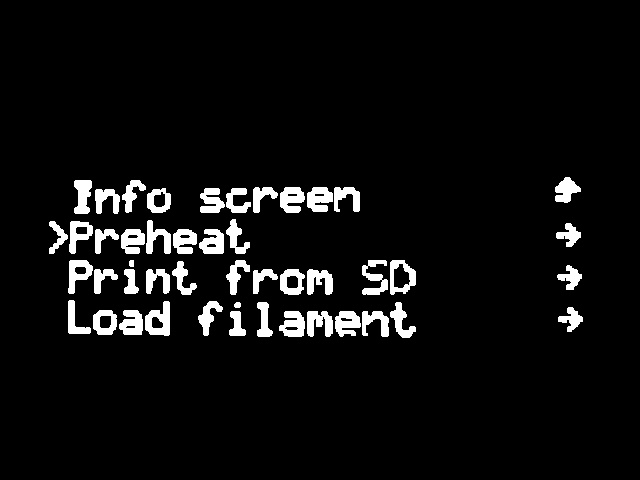 Info screen ↑
>Preheat →
Print from SD →
Load filament →